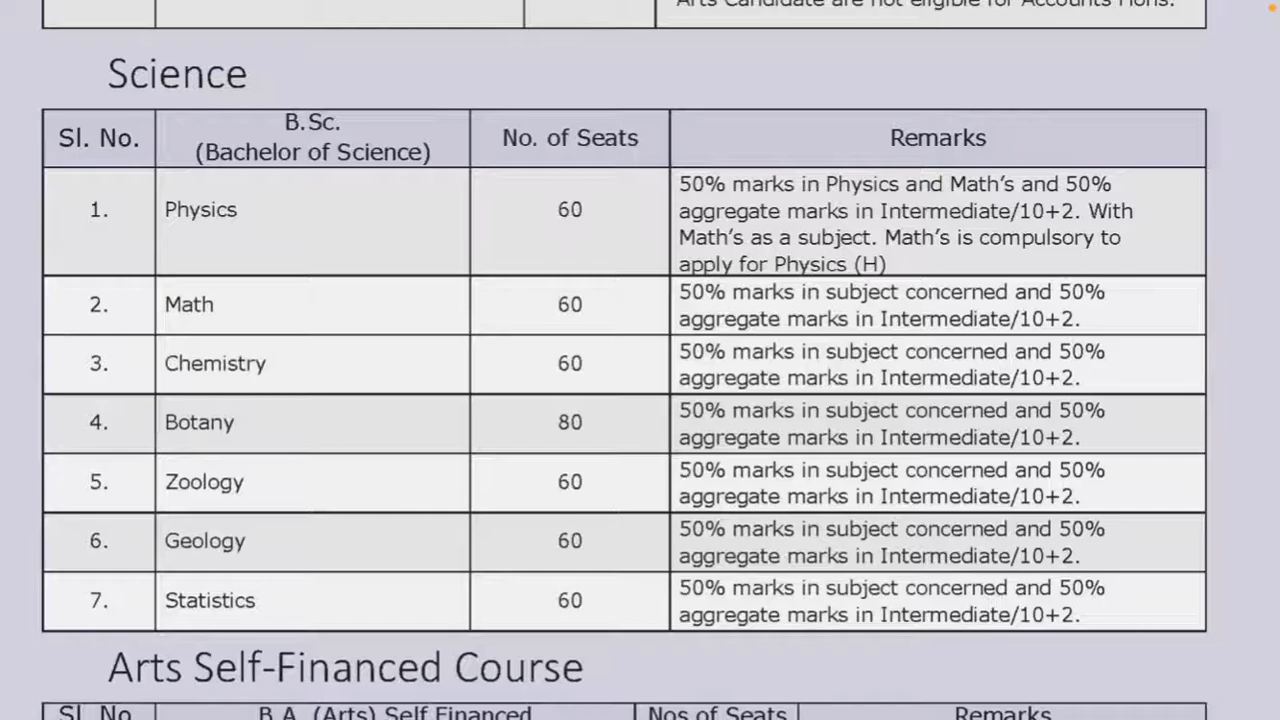 Arts Candidate are not eligible for Accounts Hons.
Science
Sl. No.
B.Sc.
(Bachelor of Science)
No. of Seats
Remarks
1.
Physics
60
50% marks in Physics and Math’s and 50%
aggregate marks in Intermediate/10+2. With
Math’s as a subject. Math’s is compulsory to
apply for Physics (H)
2.
Math
60
50% marks in subject concerned and 50%
aggregate marks in Intermediate/10+2.
3.
Chemistry
60
50% marks in subject concerned and 50%
aggregate marks in Intermediate/10+2.
4.
Botany
80
50% marks in subject concerned and 50%
aggregate marks in Intermediate/10+2.
5.
Zoology
60
50% marks in subject concerned and 50%
aggregate marks in Intermediate/10+2.
6.
Geology
60
50% marks in subject concerned and 50%
aggregate marks in Intermediate/10+2.
7.
Statistics
60
50% marks in subject concerned and 50%
aggregate marks in Intermediate/10+2.
Arts Self-Financed Course
Sl. No.
B.A. (Arts) Self Financed
Nos of Seats
Remarks